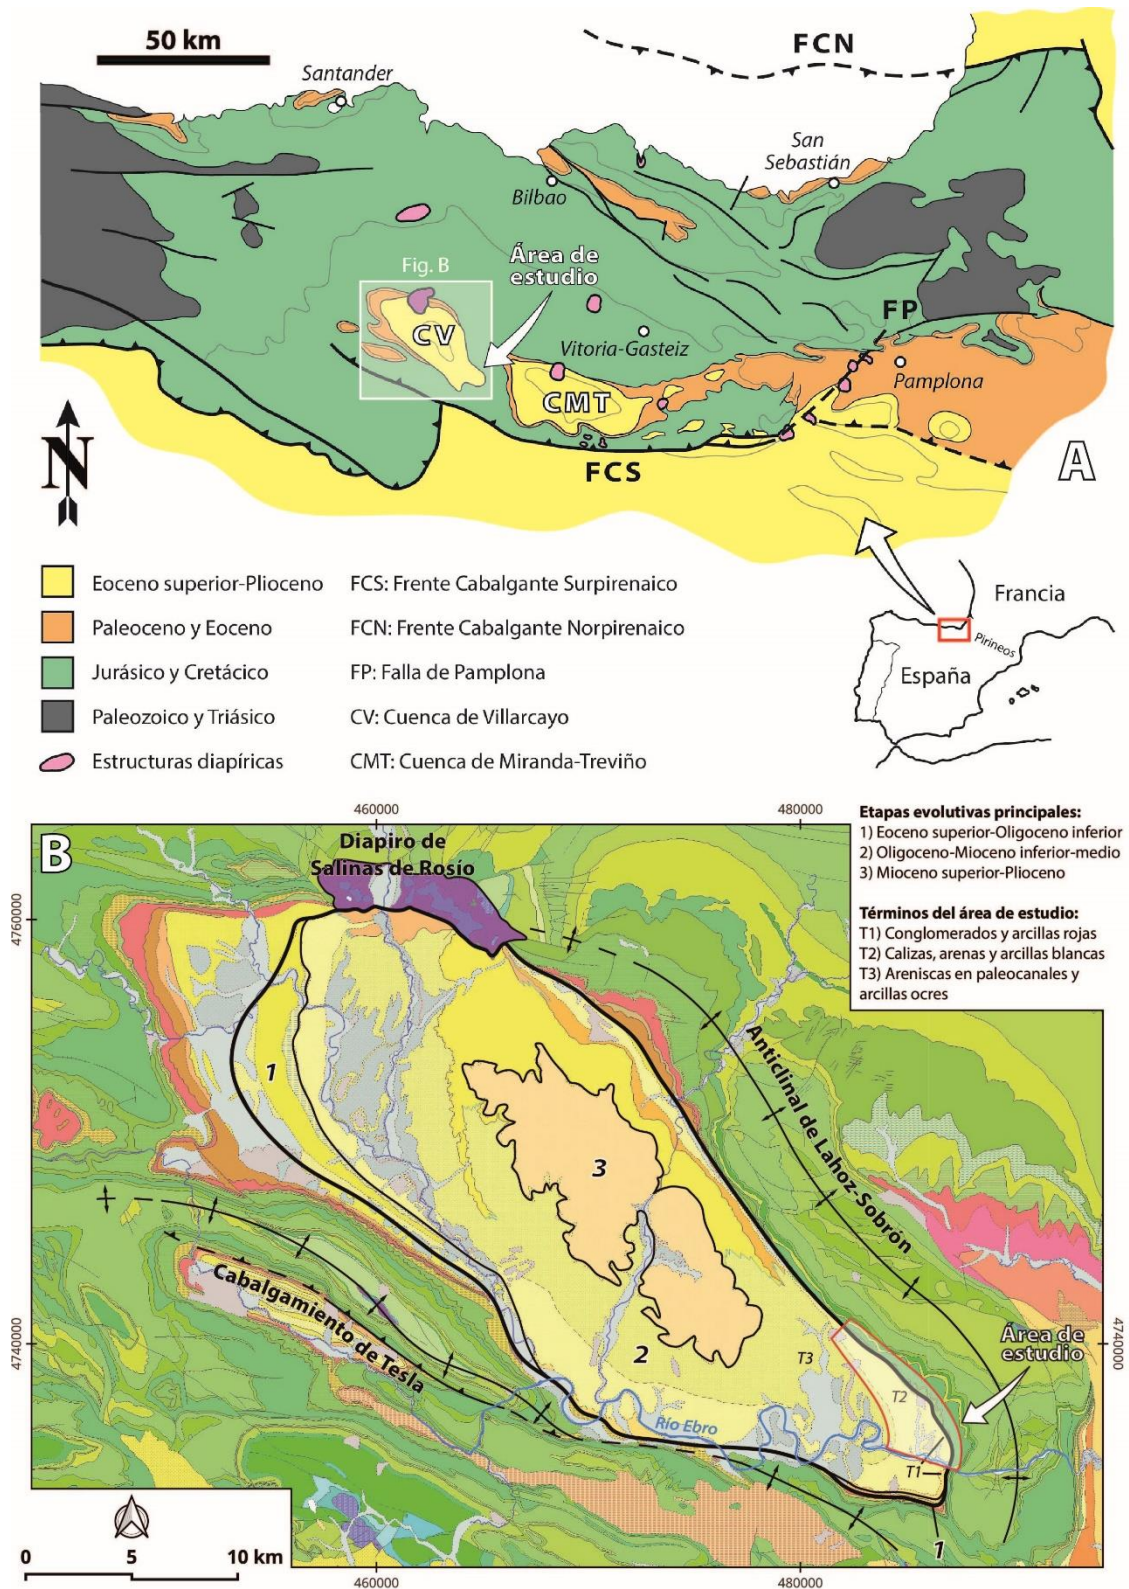 50 km
FCN
Santander
San
Sebastián
Bilbao
Fig. B
Área de
estudio
FP
CV
Vitoria-Gasteiz
Pamplona
CMT
N
FCS
A
Eoceno superior-Plioceno
FCS: Frente Cabalgante Surpirenaico
Paleoceno y Eoceno
FCN: Frente Cabalgante Norpirenaico
Jurásico y Cretácico
FP: Falla de Pamplona
Paleozoico y Triásico
CV: Cuenca de Villarcayo
Estructuras diapíricas
CMT: Cuenca de Miranda-Treviño
Francia
Pirineos
España
460000
480000
B
Diapiro de
Salinas de Rosío
Etapas evolutivas principales:
1) Eoceno superior-Oligoceno inferior
2) Oligoceno-Mioceno inferior-medio
3) Mioceno superior-Plioceno
Términos del área de estudio:
T1) Conglomerados y arcillas rojas
T2) Calizas, arenas y arcillas blancas
T3) Areniscas en paleocanales y
arcillas ocres
4760000
1
Anticlinal de Lahoz-Sobrón
3
Cabalgamiento de Tesla
4740000
4740000
2
T3
T2
Área de
estudio
Río Ebro
T1
1
0 5 10 km
460000
480000